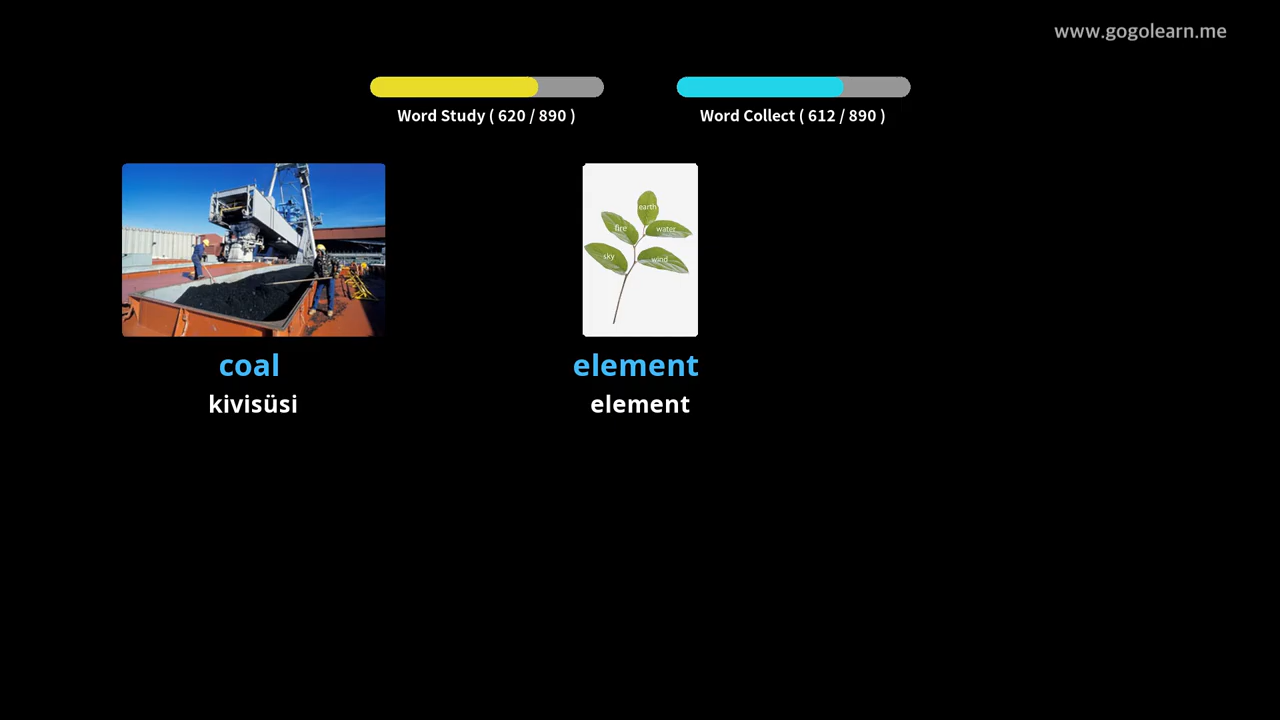 www.gogolearn.me
Word Study ( 620 / 890 )
Word Collect ( 612 / 890 )
earth
fire
water
sky
wind
coal
element
kivisüsi
element